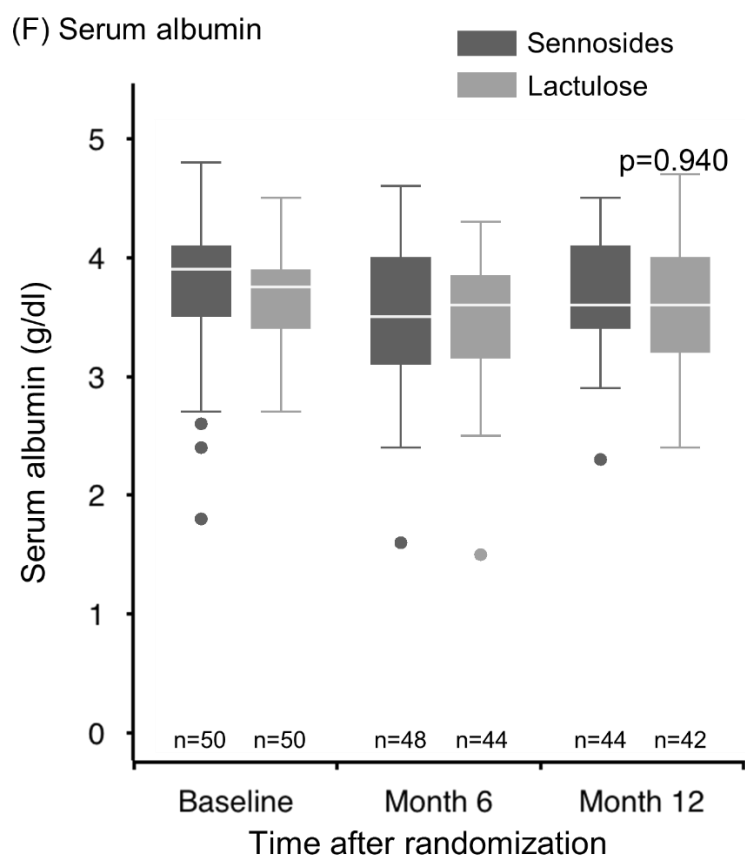 (F) Serum albumin
Sennosides
Lactulose
p=0.940
Serum albumin (g/dl)
5
4
3
2
1
0
n=50 n=50 n=48 n=44 n=44 n=42
Baseline Month 6 Month 12
Time after randomization